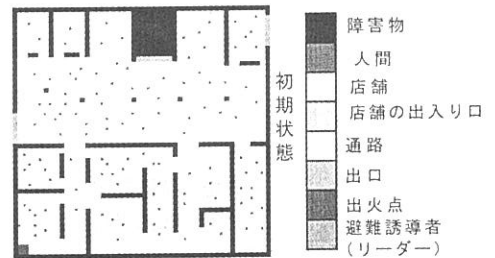 初期状態
障害物
人間
店舗
店舗の出入り口
通路
出口
出火点
避難誘導者
(リーダー)